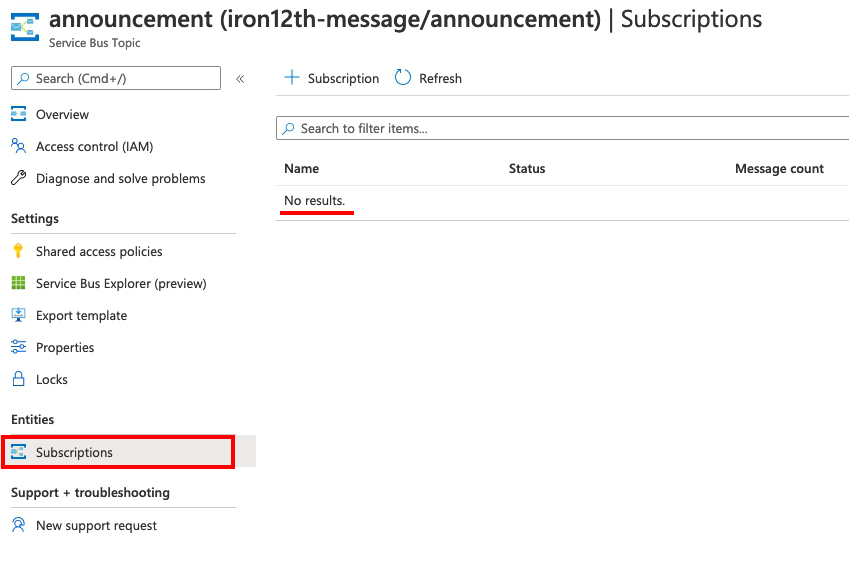 announcement (iron12th-message/announcement) | Subscriptions
Service Bus Topic
Search (Cmd+/)
«
Overview
Access control (IAM)
Diagnose and solve problems
Settings
Shared access policies
Service Bus Explorer (preview)
Export template
Properties
Locks
Entities
Subscriptions
Support + troubleshooting
New support request
Subscription Refresh
Search to filter items...
Name Status Message count
No results.